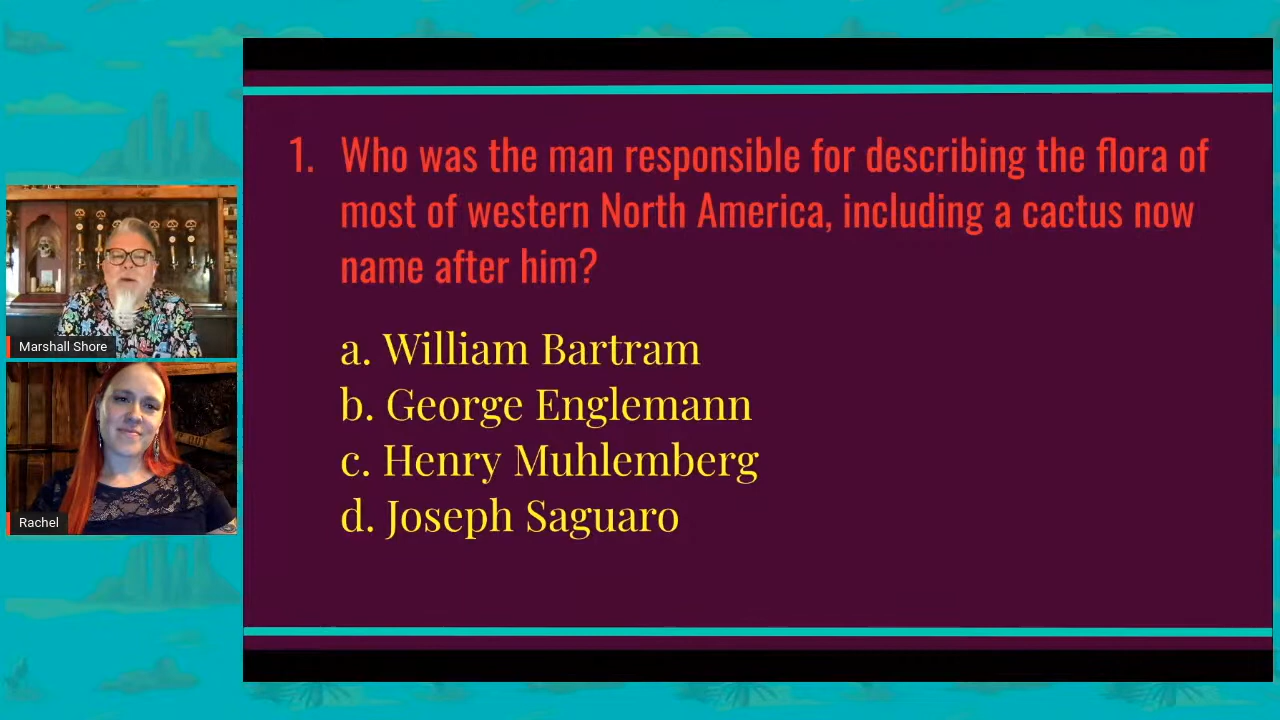 1. Who was the man responsible for describing the flora of
most of western North America, including a cactus now
name after him?
a. William Bartram
b. George Englemann
c. Henry Muhlemberg
d. Joseph Saguaro
Marshall Shore
Rachel